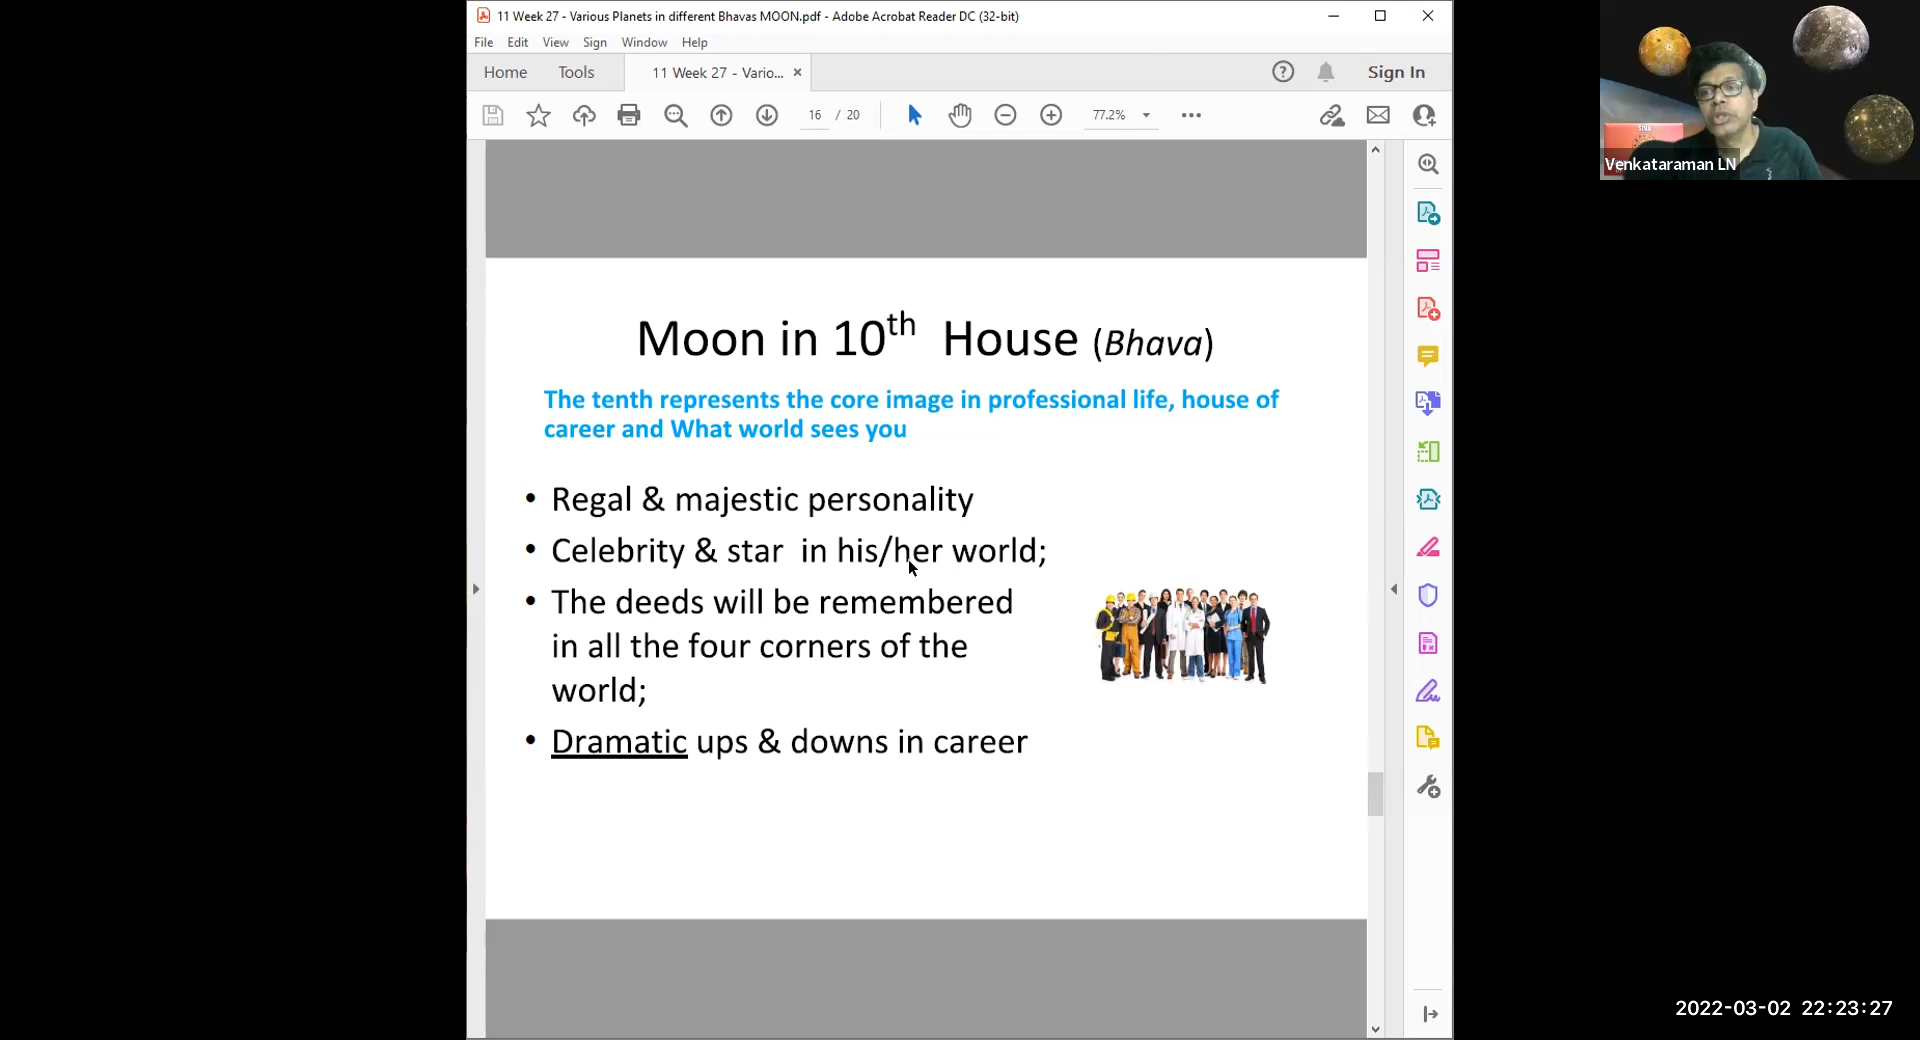 11 Week 27 - Various Planets in different Bhavas MOON.pdf - Adobe Acrobat Reader DC (32-bit)
File Edit View Sign Window Help
Home Tools 11 Week 27 - Vario... × Sign In
16 / 20 77.2%
SIVA
Venkataraman LN
Moon in 10th House (Bhava)
The tenth represents the core image in professional life, house of
career and What world sees you
• Regal & majestic personality
• Celebrity & star in his/her world;
• The deeds will be remembered
in all the four corners of the
world;
• Dramatic ups & downs in career
2022-03-02 22:23:27